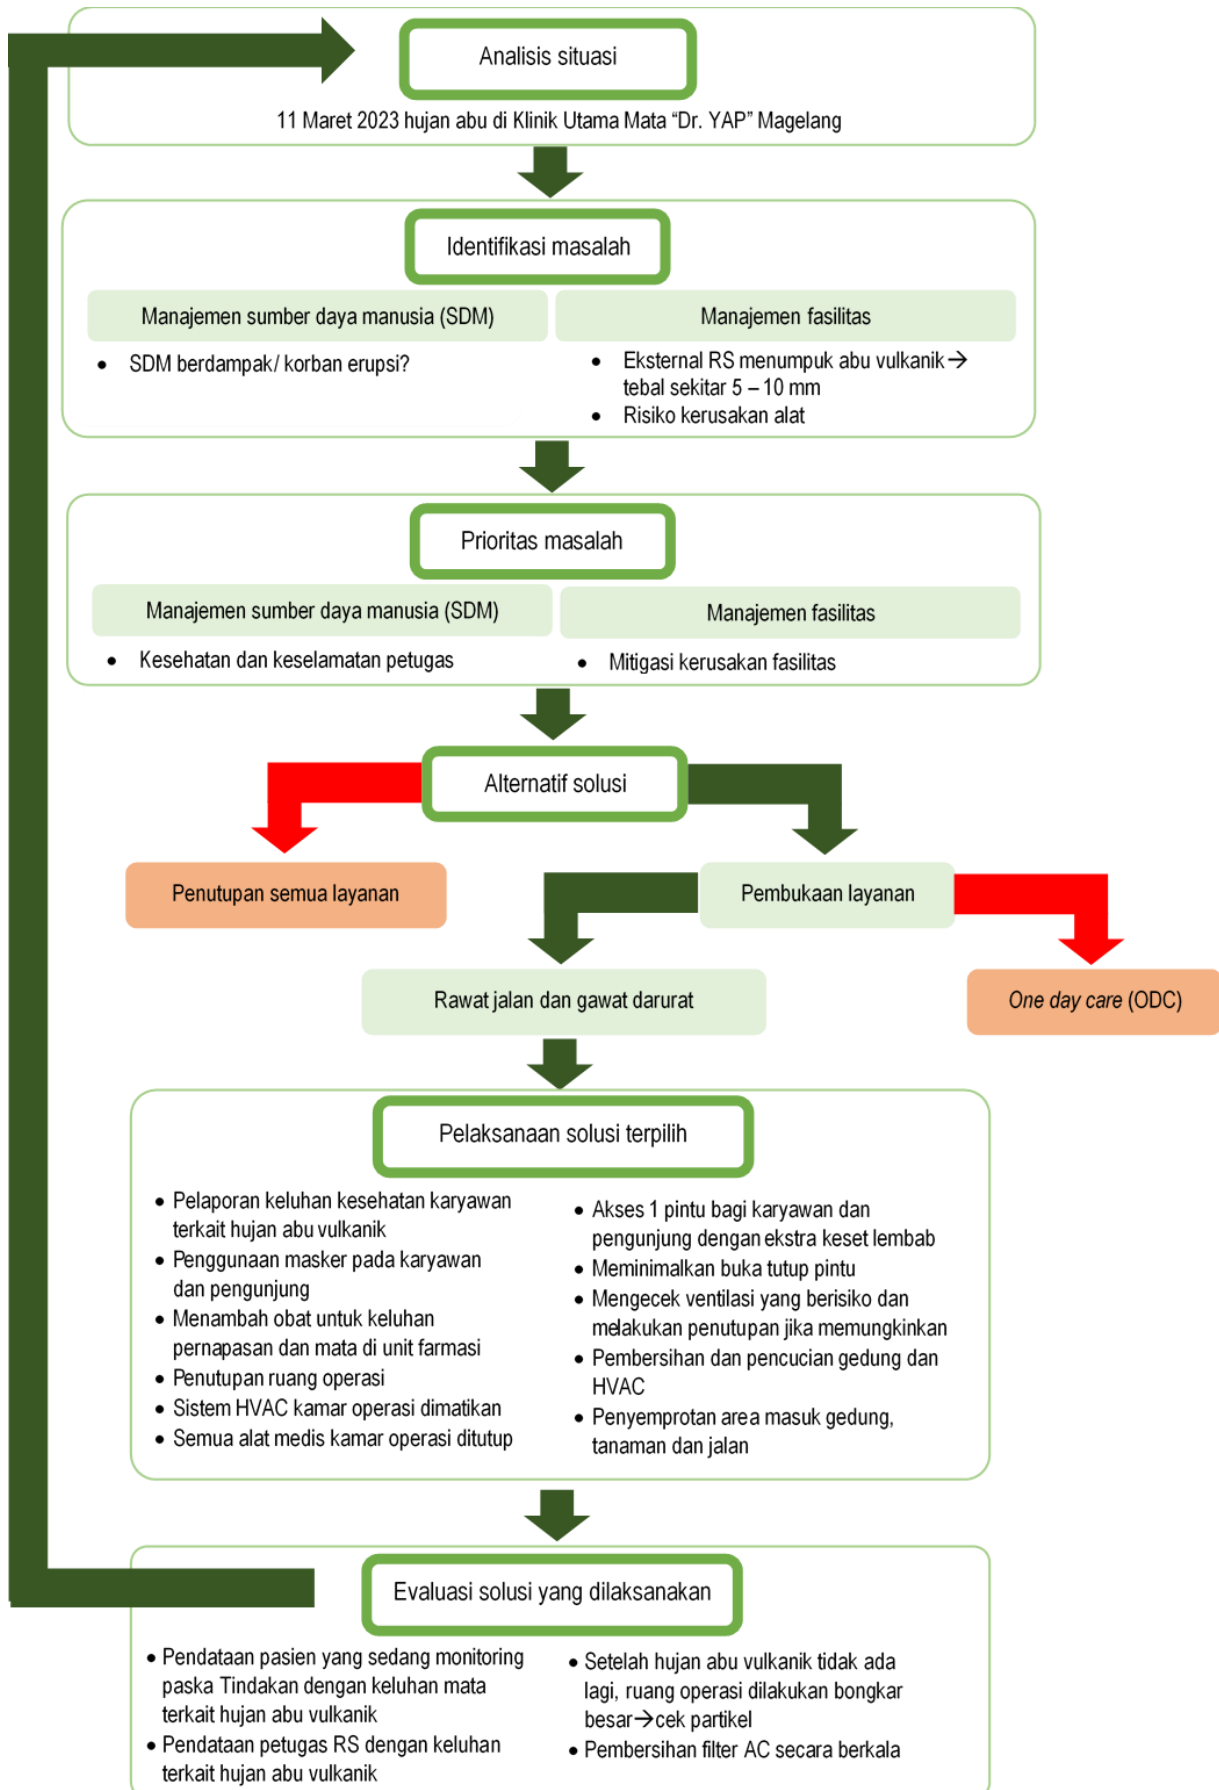 Analisis situasi
11 Maret 2023 hujan abu di Klinik Utama Mata “Dr. YAP” Magelang
Identifikasi masalah
Manajemen sumber daya manusia (SDM)
• SDM berdampak/ korban erupsi?
Manajemen fasilitas
• Eksternal RS menumpuk abu vulkanik→
tebal sekitar 5 – 10 mm
• Risiko kerusakan alat
Prioritas masalah
Manajemen sumber daya manusia (SDM)
• Kesehatan dan keselamatan petugas
Manajemen fasilitas
• Mitigasi kerusakan fasilitas
Alternatif solusi
Penutupan semua layanan
Pembukaan layanan
Rawat jalan dan gawat darurat
One day care (ODC)
Pelaksanaan solusi terpilih
• Pelaporan keluhan kesehatan karyawan
terkait hujan abu vulkanik
• Penggunaan masker pada karyawan
dan pengunjung
• Menambah obat untuk keluhan
pernapasan dan mata di unit farmasi
• Penutupan ruang operasi
• Sistem HVAC kamar operasi dimatikan
• Semua alat medis kamar operasi ditutup
• Akses 1 pintu bagi karyawan dan
pengunjung dengan ekstra keset lembab
• Meminimalkan buka tutup pintu
• Mengecek ventilasi yang berisiko dan
melakukan penutupan jika memungkinkan
• Pembersihan dan pencucian gedung dan
HVAC
• Penyemprotan area masuk gedung,
tanaman dan jalan
Evaluasi solusi yang dilaksanakan
• Pendataan pasien yang sedang monitoring
paska Tindakan dengan keluhan mata
terkait hujan abu vulkanik
• Pendataan petugas RS dengan keluhan
terkait hujan abu vulkanik
• Setelah hujan abu vulkanik tidak ada
lagi, ruang operasi dilakukan bongkar
besar→cek partikel
• Pembersihan filter AC secara berkala